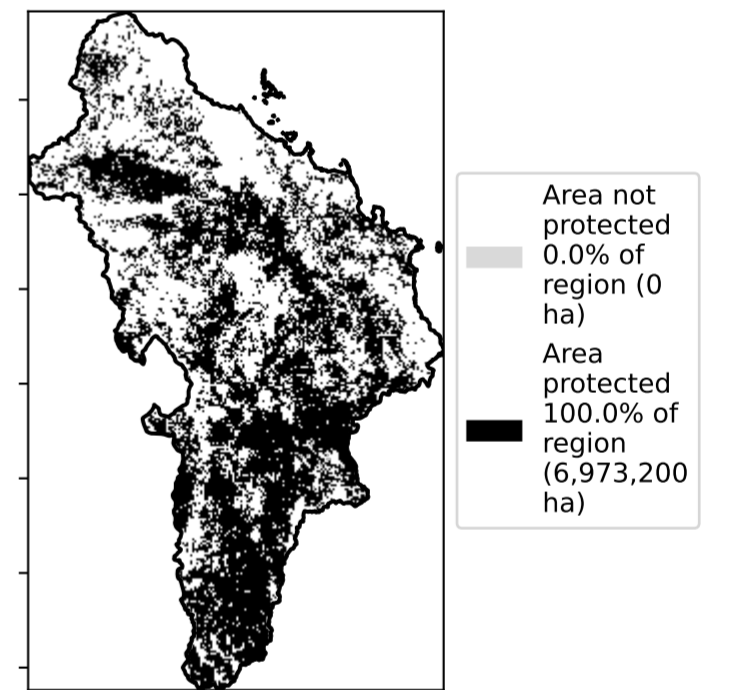 Area not
protected
0.0% of
region (0
ha)
Area
protected
100.0% of
region
(6,973,200
ha)